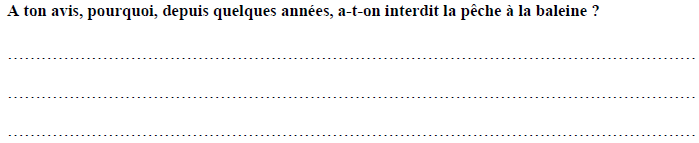 A ton avis, pourquoi, depuis quelques années, a-t-on interdit la pêche à la baleine ?